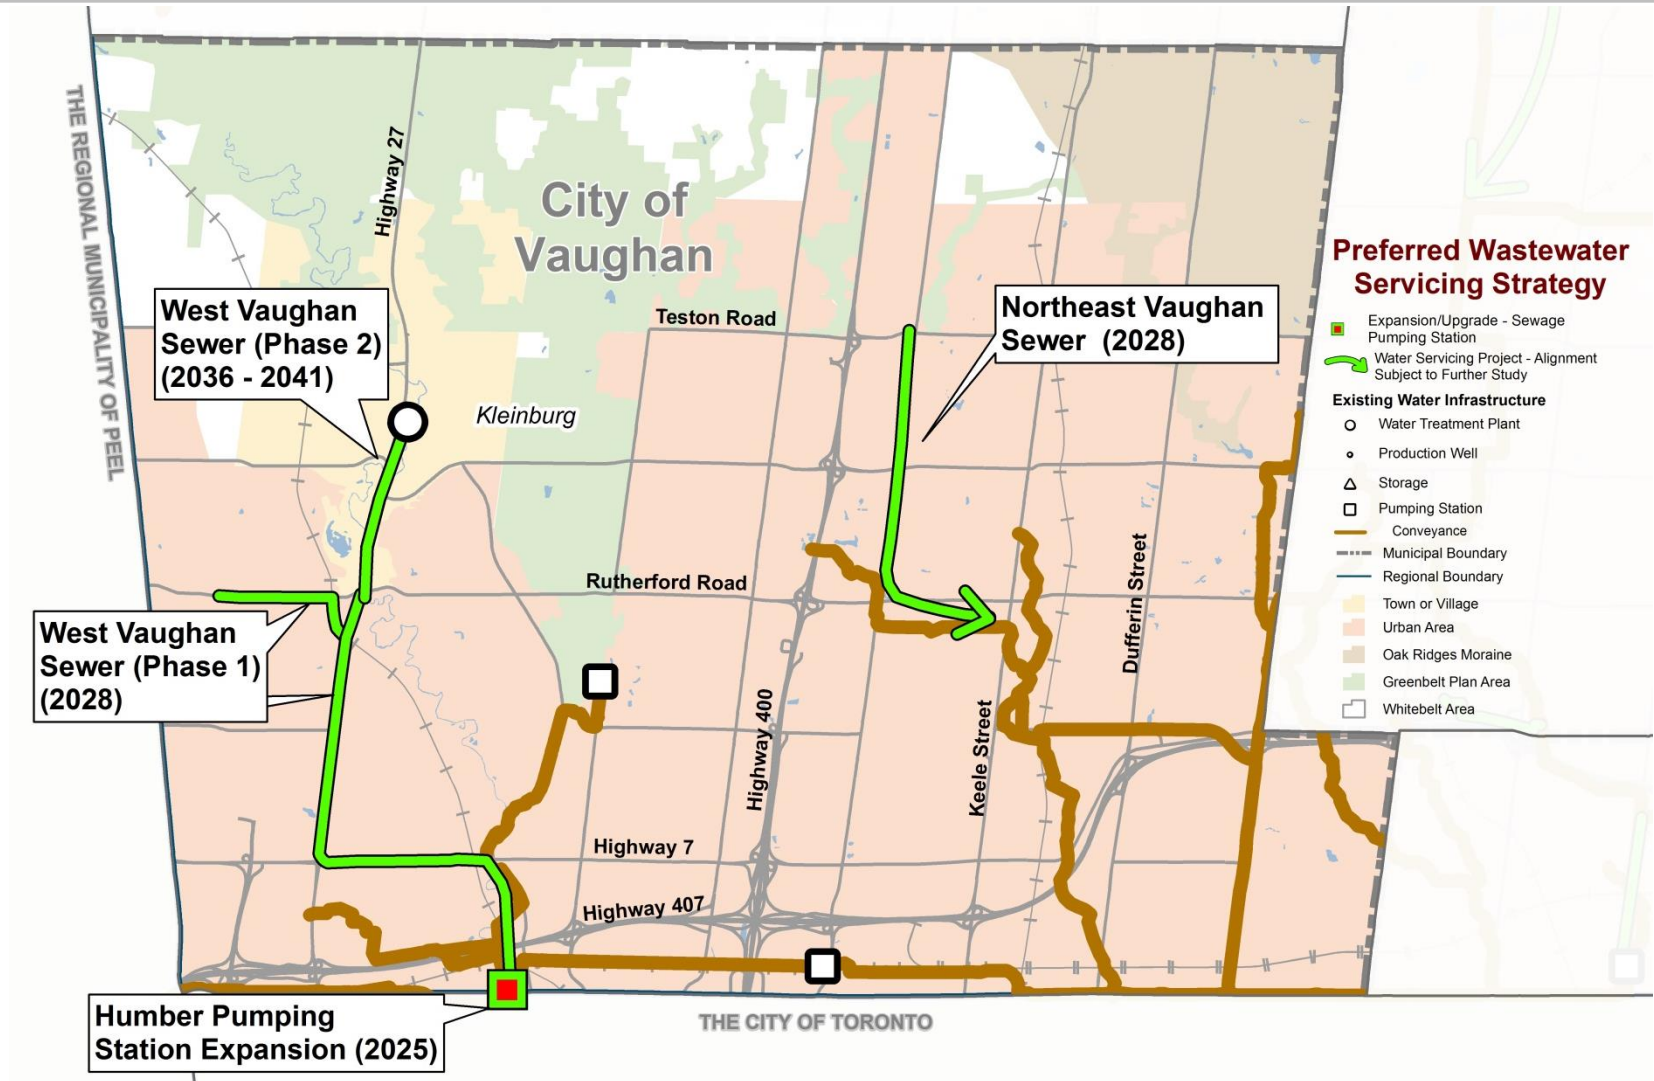 THE REGIONAL MUNICIPALITY OF PEEL
Highway 27
City of
Vaughan
West Vaughan
Sewer (Phase 2)
(2036 - 2041)
Teston Road
Northeast Vaughan
Sewer (2028)
Kleinburg
Rutherford Road
West Vaughan
Sewer (Phase 1)
(2028)
Dufferin Street
Highway 400
Keele Street
Highway 7
Highway 407
Humber Pumping
Station Expansion (2025)
THE CITY OF TORONTO
Preferred Wastewater
Servicing Strategy
Expansion/Upgrade - Sewage
Pumping Station
Water Servicing Project - Alignment
Subject to Further Study
Existing Water Infrastructure
Water Treatment Plant
Production Well
Storage
Pumping Station
Conveyance
Municipal Boundary
Regional Boundary
Town or Village
Urban Area
Oak Ridges Moraine
Greenbelt Plan Area
Whitebelt Area